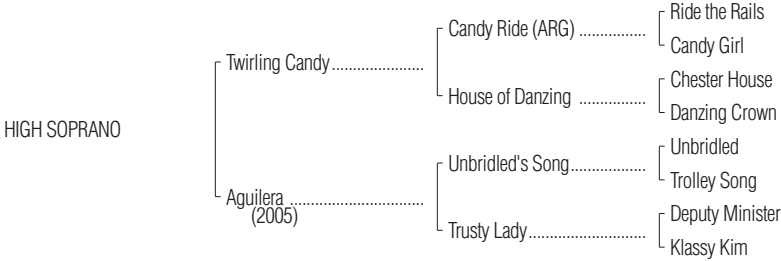 Ride the Rails
Candy Ride (ARG) ................
Candy Girl
Twirling Candy......................
Chester House
House of Danzing ................
Danzing Crown
HIGH SOPRANO
Unbridled
Unbridled's Song..................
Trolley Song
Aguilera ................................
(2005)
Deputy Minister
Trusty Lady............................
Klassy Kim